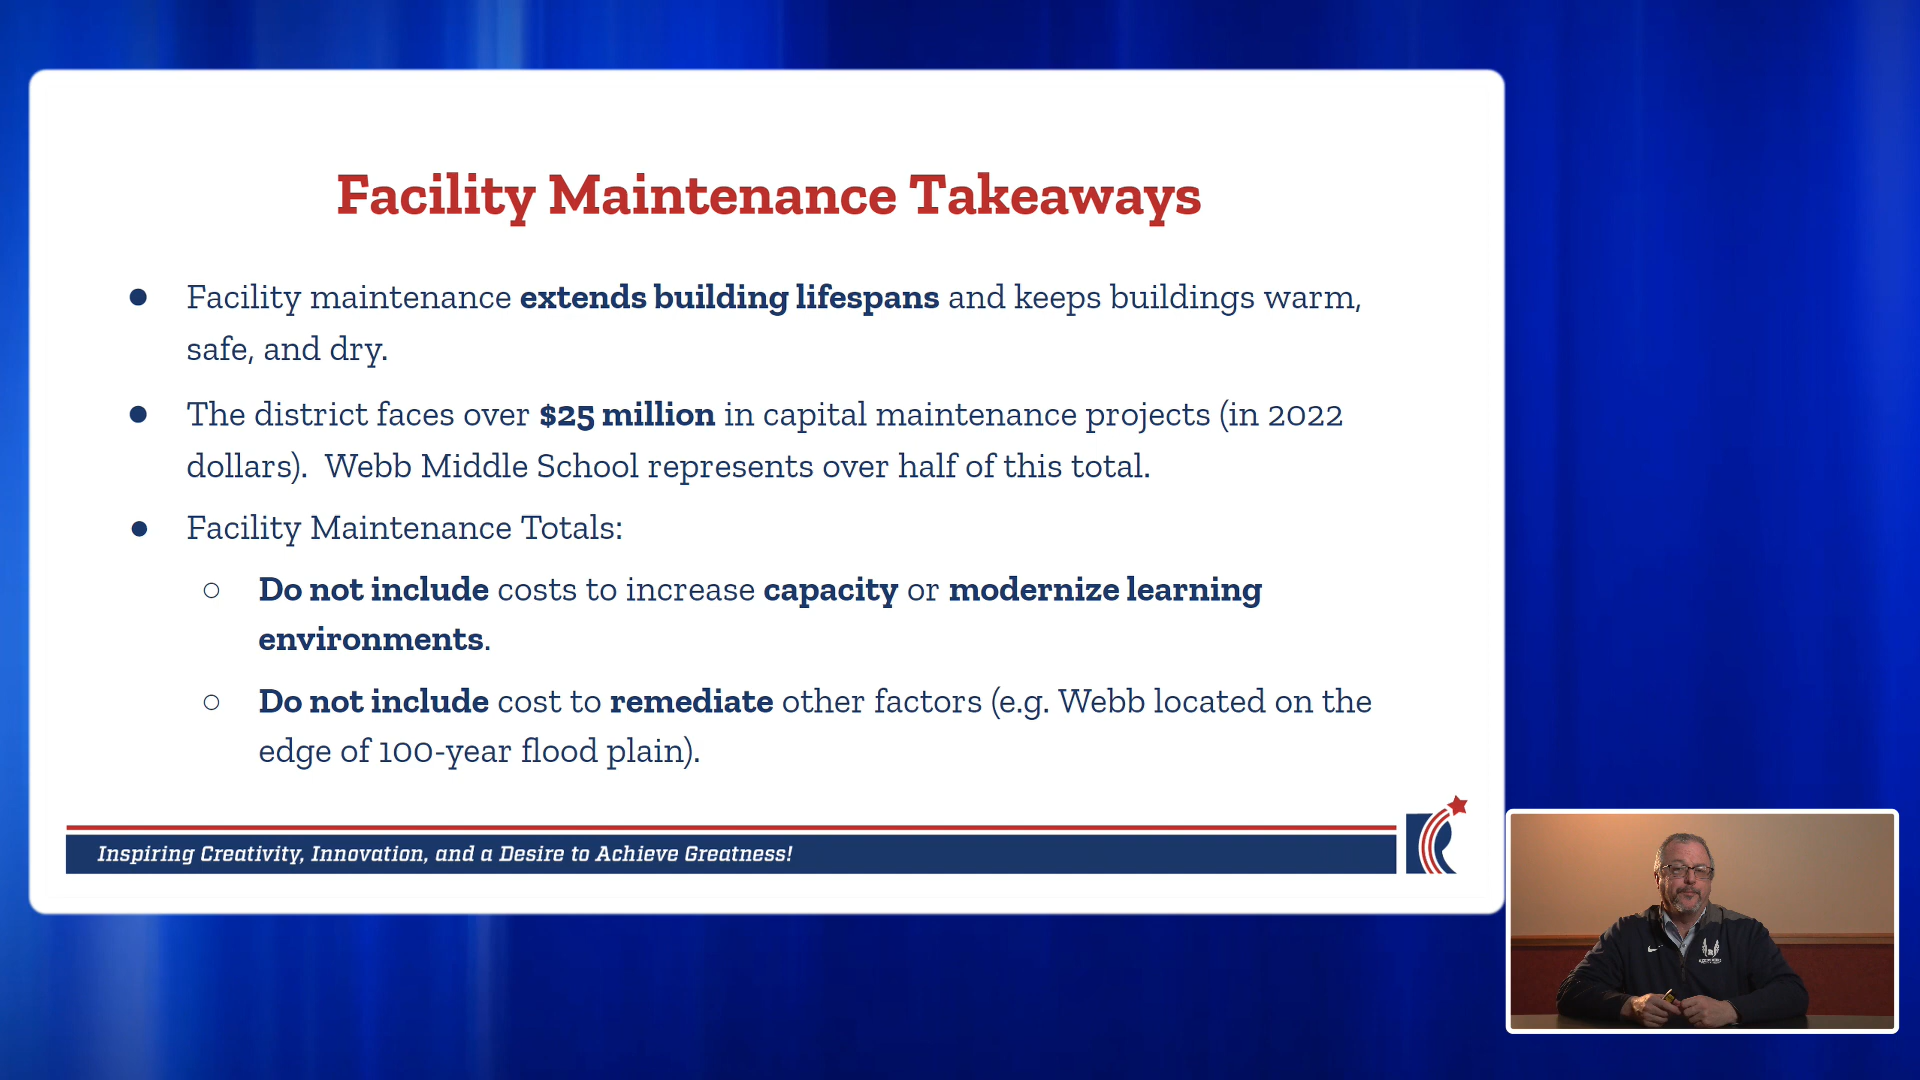 Facility Maintenance Takeaways
● Facility maintenance extends building lifespans and keeps buildings warm,
safe, and dry.
● The district faces over $25 million in capital maintenance projects (in 2022
dollars).  Webb Middle School represents over half of this total.
● Facility Maintenance Totals:
○ Do not include costs to increase capacity or modernize learning
environments.
○ Do not include cost to remediate other factors (e.g. Webb located on the
edge of 100-year flood plain).
Inspiring Creativity, Innovation, and a Desire to Achieve Greatness!